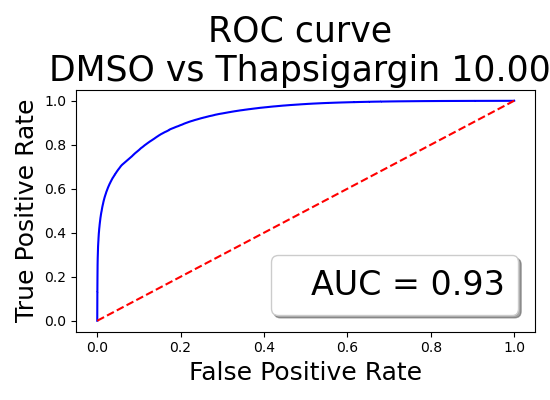 ROC curve
DMSO vs Thapsigargin 10.00
True Positive Rate
1.0
0.8
0.6
0.4
0.2
0.0
AUC = 0.93
0.0 0.2 0.4 0.6 0.8 1.0
False Positive Rate